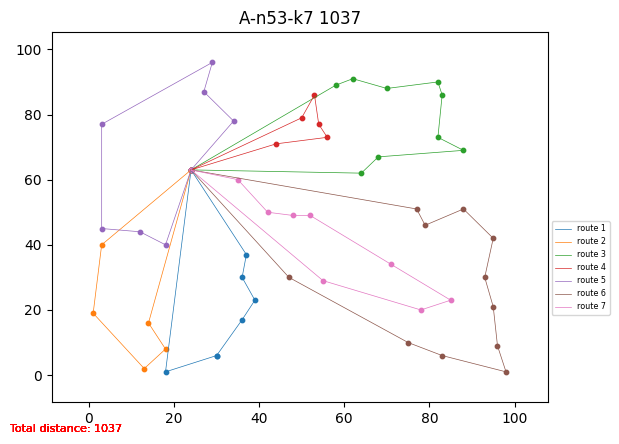 A-n53-k7 1037
100
80
60
40
20
0
0 20 40 60 80 100
route 1
route 2
route 3
route 4
route 5
route 6
route 7
Total distance: 1037